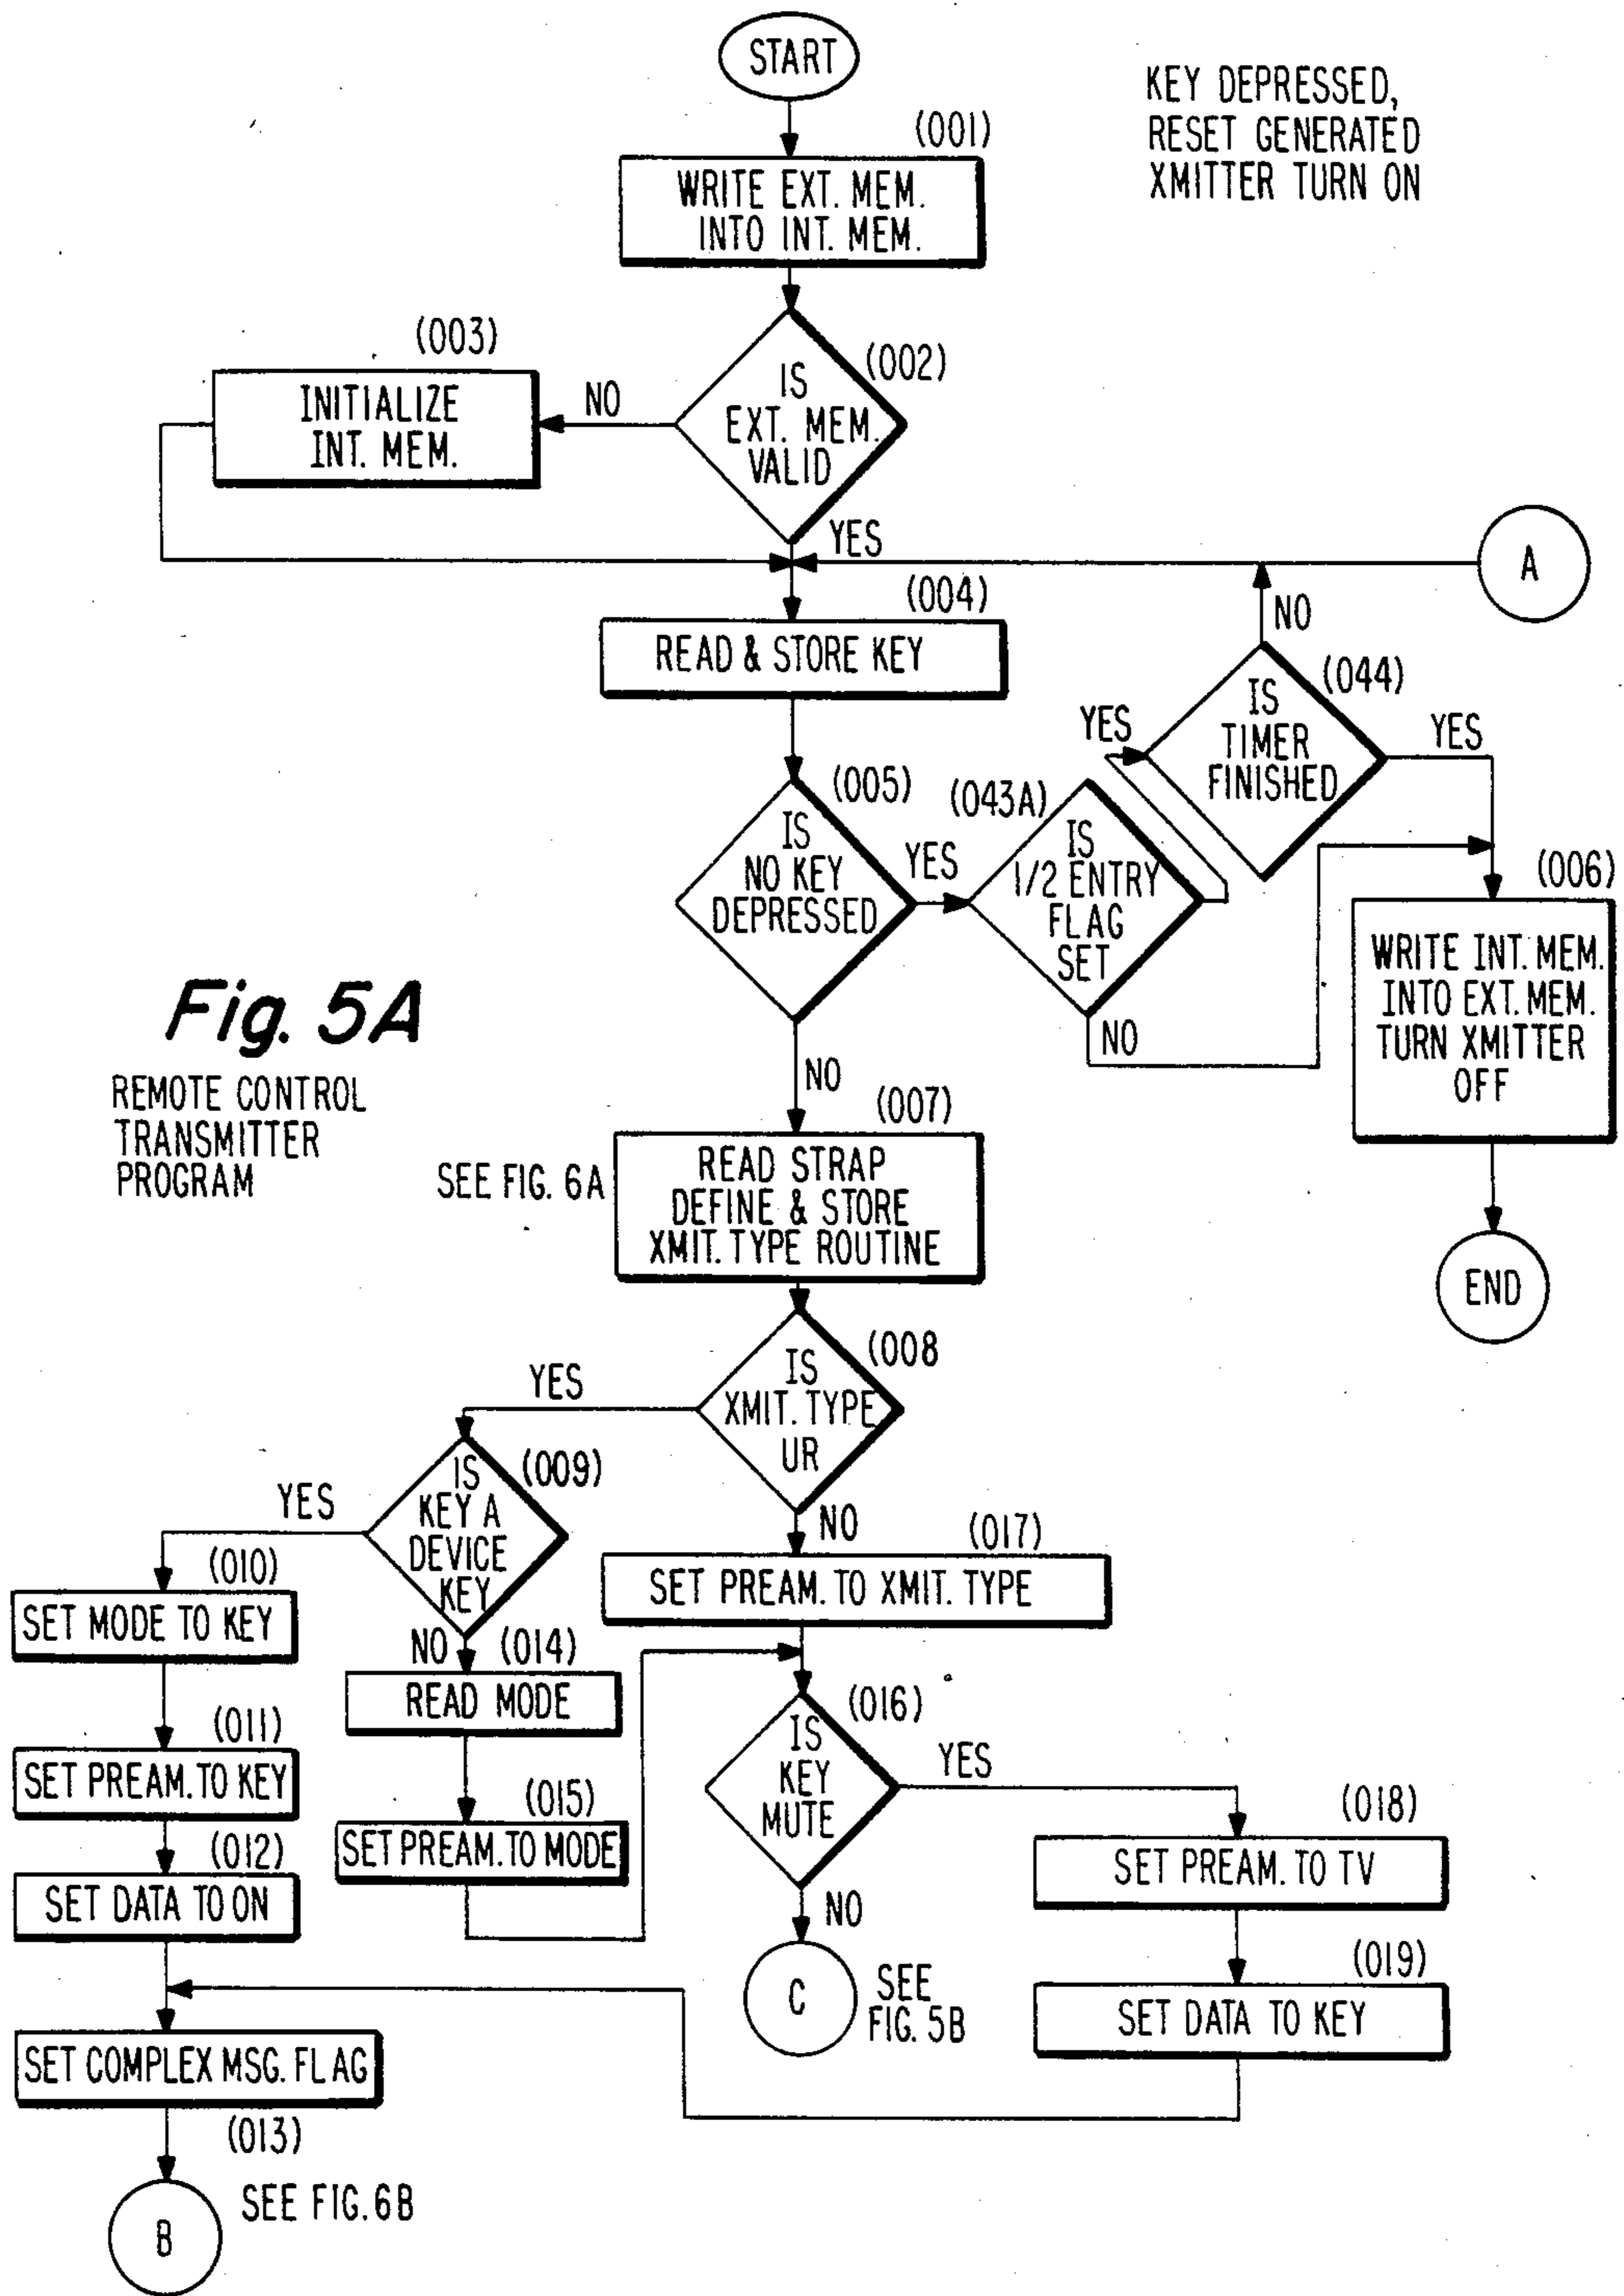 START
KEY DEPRESSED,
RESET GENERATED
XMITTER TURN ON
(001)
WRITE EXT. MEM.
INTO INT. MEM.
(002)
IS
EXT. MEM.
VALID
NO
(003)
INITIALIZE
INT. MEM.
YES
A
(004)
READ & STORE KEY
NO
(044)
IS
TIMER
FINISHED
YES
YES
(005)
IS
NO KEY
DEPRESSED
YES
(043A)
IS
1/2 ENTRY
FLAG
SET
NO
(006)
WRITE INT. MEM.
INTO EXT. MEM.
TURN XMITTER
OFF
END
Fig. 5A
REMOTE CONTROL
TRANSMITTER
PROGRAM
NO
(007)
SEE FIG. 6A
READ STRAP
DEFINE & STORE
XMIT. TYPE ROUTINE
(008
IS
XMIT. TYPE
UR
YES
NO
(009)
IS
KEY A
DEVICE
KEY
YES
NO
(017)
SET PREAM. TO XMIT. TYPE
(010)
SET MODE TO KEY
(014)
READ MODE
(011)
SET PREAM. TO KEY
(015)
SET PREAM. TO MODE
(016)
IS
KEY
MUTE
YES
NO
(018)
SET PREAM. TO TV
(012)
SET DATA TO ON
C
SEE
FIG. 5B
(019)
SET DATA TO KEY
SET COMPLEX MSG. FLAG
(013)
B
SEE FIG. 6B